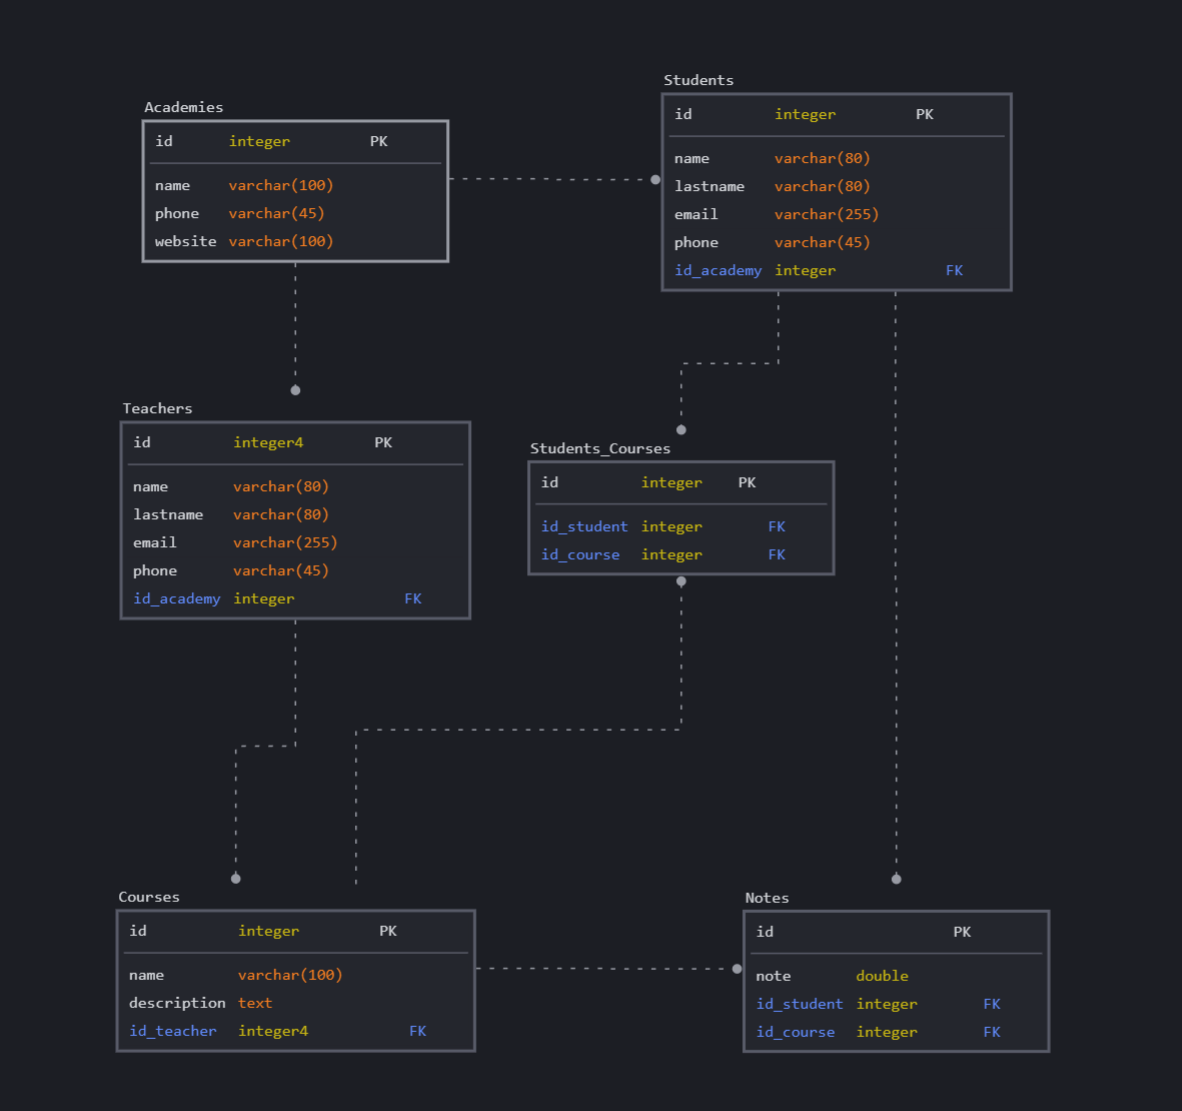 Academies
id integer PK
name varchar(100)
phone varchar(45)
website varchar(100)
Students
id integer PK
name varchar(80)
lastname varchar(80)
email varchar(255)
phone varchar(45)
id_academy integer FK
Teachers
id integer4 PK
name varchar(80)
lastname varchar(80)
email varchar(255)
phone varchar(45)
id_academy integer FK
Students_Courses
id integer PK
id_student integer FK
id_course integer FK
Courses
id integer PK
name varchar(100)
description text
id_teacher integer4 FK
Notes
id PK
note double
id_student integer FK
id_course integer FK